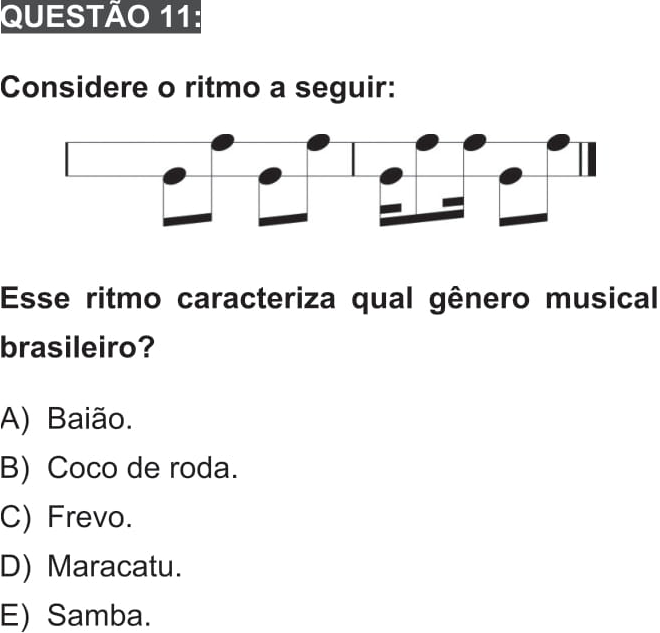 QUESTÃO 11:
Considere o ritmo a seguir:
Esse ritmo caracteriza qual gênero musical
brasileiro?
A) Baião.
B) Coco de roda.
C) Frevo.
D) Maracatu.
E) Samba.